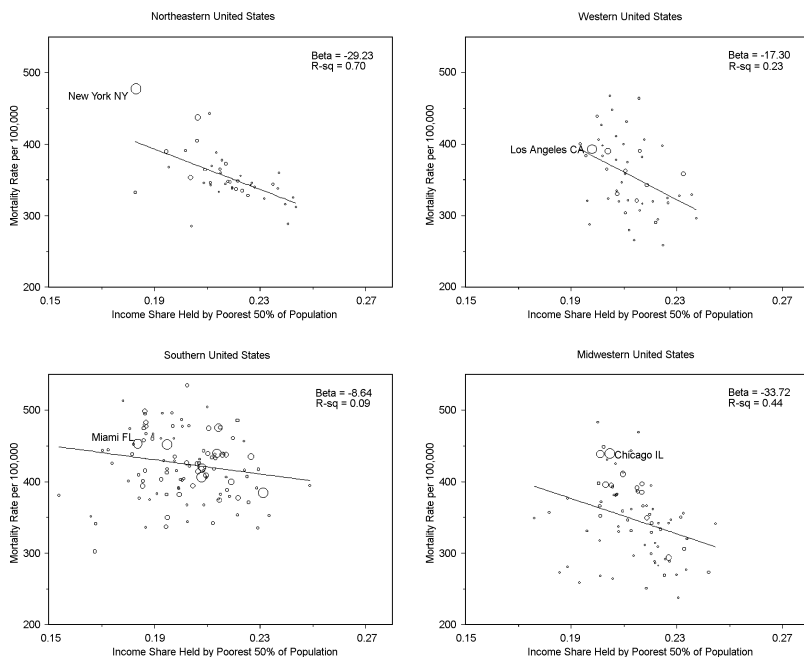 Northeastern United States
Beta = -29.23
R-sq = 0.70
New York NY
Mortality Rate per 100,000
500
400
300
200
0.15
0.19
0.23
0.27
Income Share Held by Poorest 50% of Population
Western United States
Beta = -17.30
R-sq = 0.23
Los Angeles CA
Mortality Rate per 100,000
500
400
300
200
0.15
0.19
0.23
0.27
Income Share Held by Poorest 50% of Population
Southern United States
Beta = -8.64
R-sq = 0.09
Miami FL
Mortality Rate per 100,000
500
400
300
200
0.15
0.19
0.23
0.27
Income Share Held by Poorest 50% of Population
Midwestern United States
Beta = -33.72
R-sq = 0.44
Chicago IL
Mortality Rate per 100,000
500
400
300
200
0.15
0.19
0.23
0.27
Income Share Held by Poorest 50% of Population